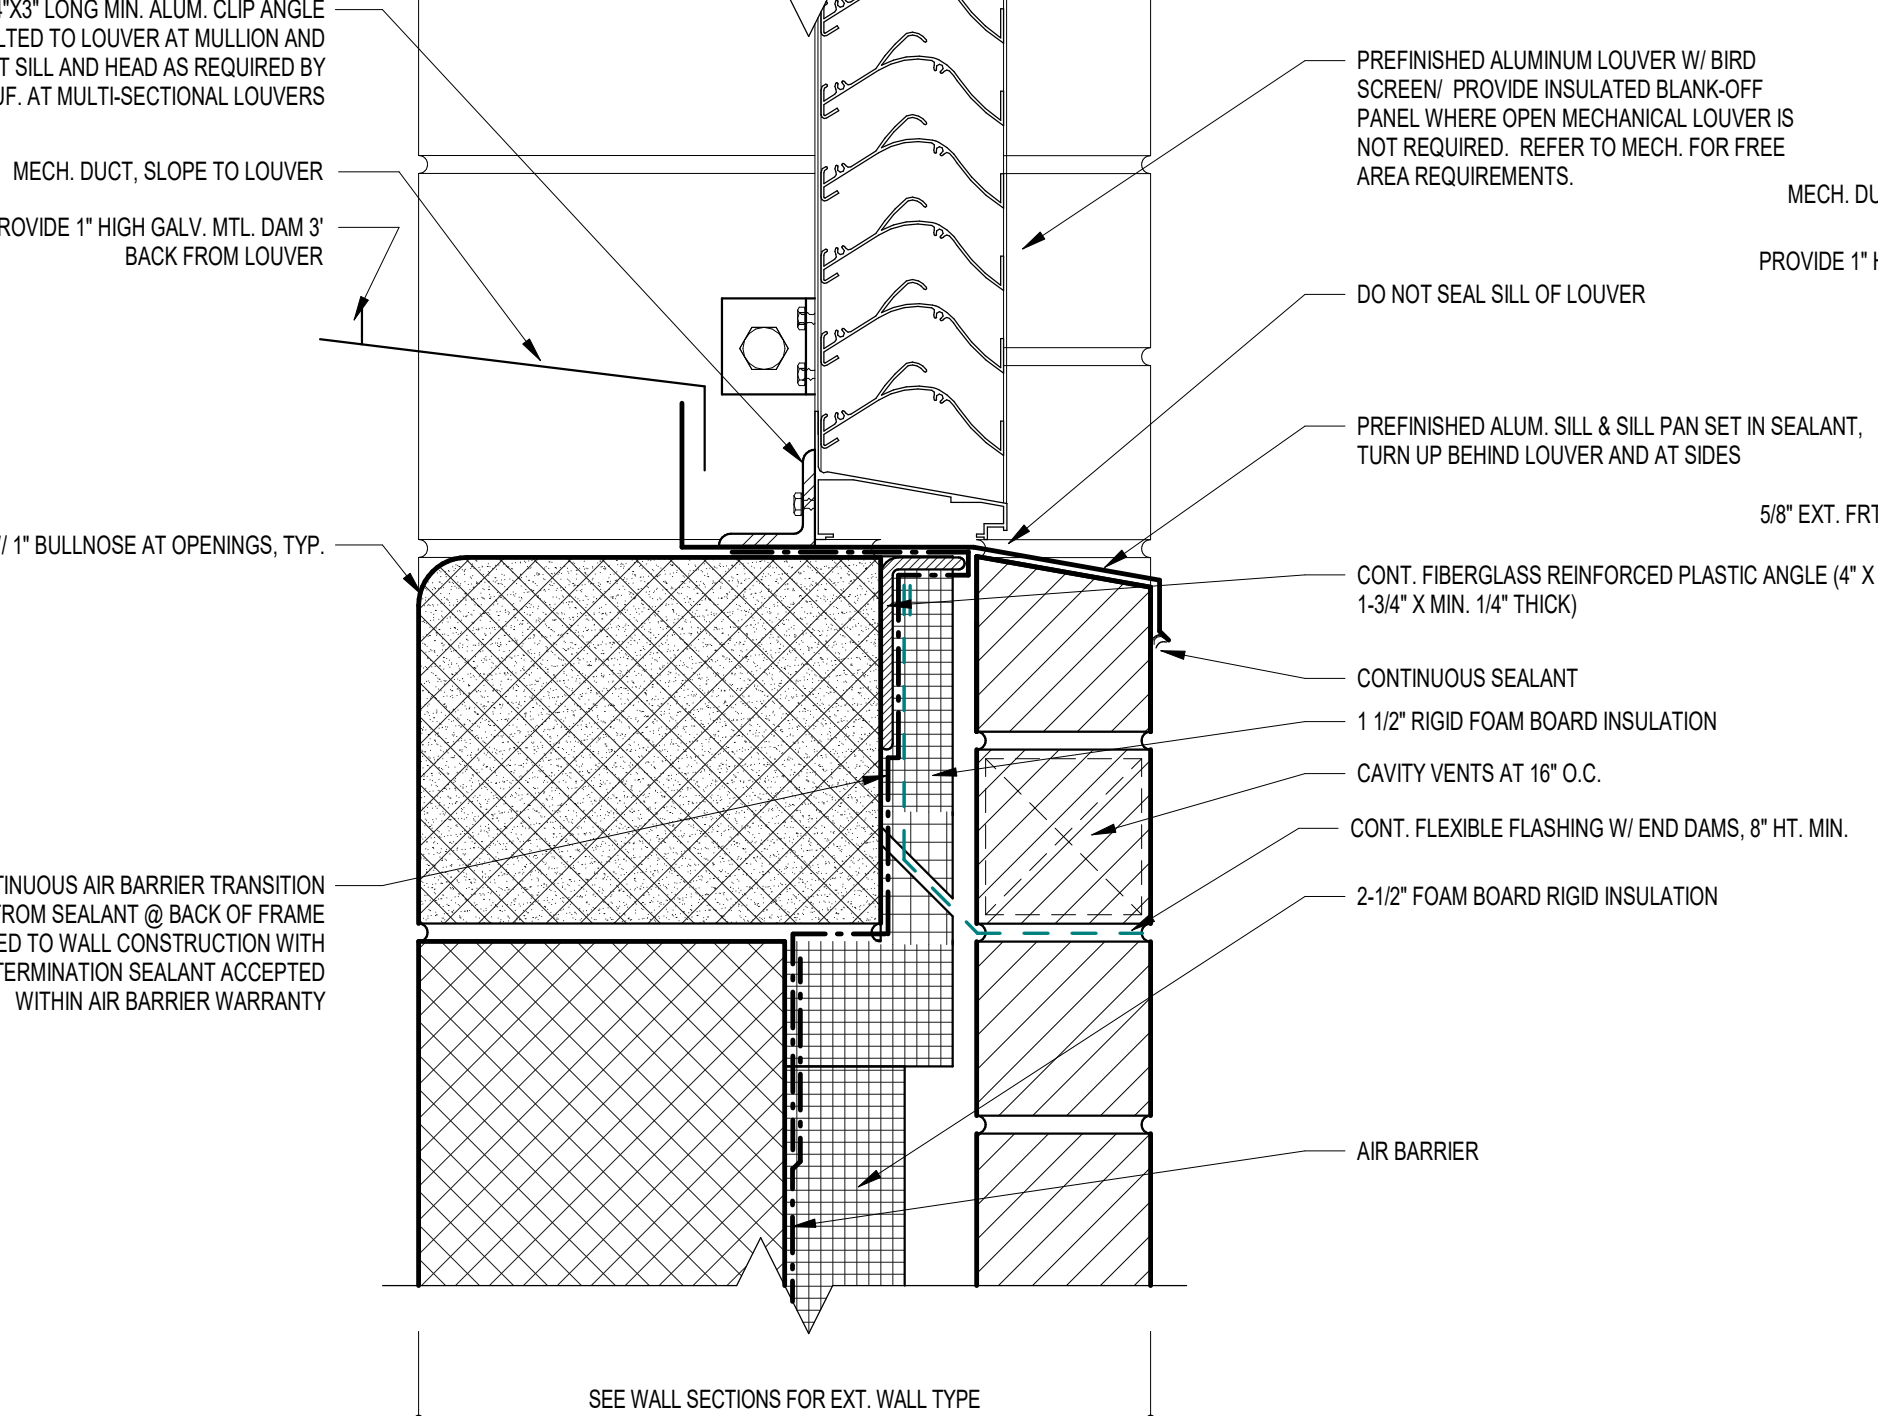 4"X3" LONG MIN. ALUM. CLIP ANGLE
LTED TO LOUVER AT MULLION AND
T SILL AND HEAD AS REQUIRED BY
UF. AT MULTI-SECTIONAL LOUVERS
MECH. DUCT, SLOPE TO LOUVER
ROVIDE 1" HIGH GALV. MTL. DAM 3'
BACK FROM LOUVER
/ 1" BULLNOSE AT OPENINGS, TYP.
TINUOUS AIR BARRIER TRANSITION
FROM SEALANT @ BACK OF FRAME
ED TO WALL CONSTRUCTION WITH
TERMINATION SEALANT ACCEPTED
WITHIN AIR BARRIER WARRANTY
PREFINISHED ALUMINUM LOUVER W/ BIRD
SCREEN/ PROVIDE INSULATED BLANK-OFF
PANEL WHERE OPEN MECHANICAL LOUVER IS
NOT REQUIRED. REFER TO MECH. FOR FREE
AREA REQUIREMENTS.
DO NOT SEAL SILL OF LOUVER
PREFINISHED ALUM. SILL & SILL PAN SET IN SEALANT,
TURN UP BEHIND LOUVER AND AT SIDES
CONT. FIBERGLASS REINFORCED PLASTIC ANGLE (4" X
1-3/4" X MIN. 1/4" THICK)
CONTINUOUS SEALANT
1 1/2" RIGID FOAM BOARD INSULATION
CAVITY VENTS AT 16" O.C.
CONT. FLEXIBLE FLASHING W/ END DAMS, 8" HT. MIN.
2-1/2" FOAM BOARD RIGID INSULATION
AIR BARRIER
MECH. DU
PROVIDE 1" H
5/8" EXT. FRT
SEE WALL SECTIONS FOR EXT. WALL TYPE